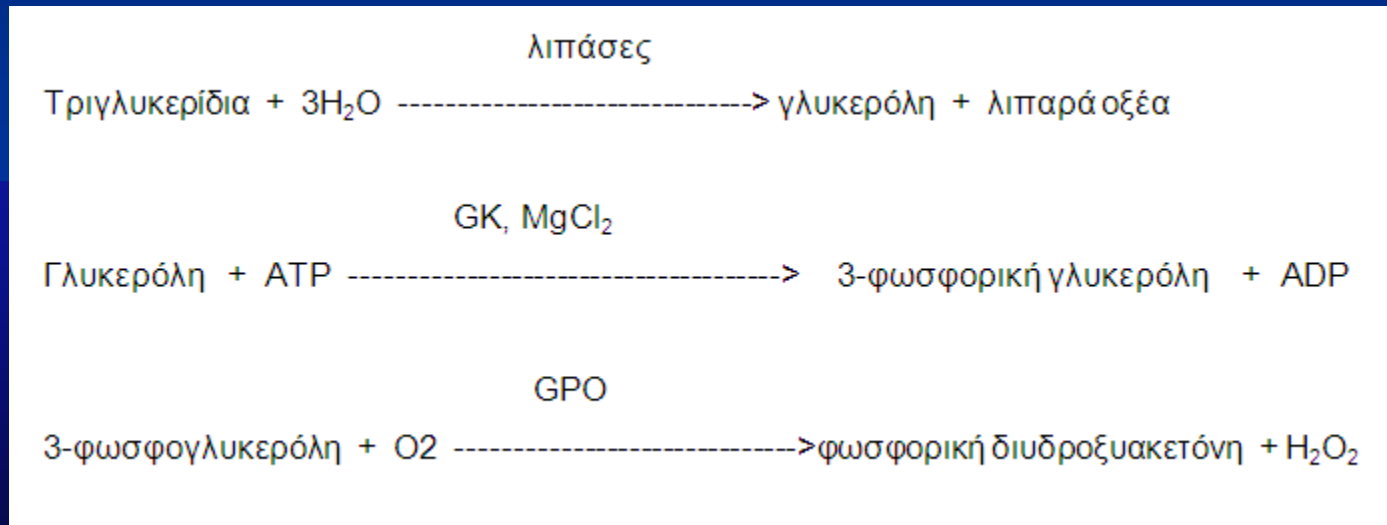 λιπάσες
Τριγλυκερίδια + 3H₂O ------------------------------> γλυκερόλη + λιπαρά οξέα
GK, MgCl₂
Γλυκερόλη + ATP ------------------------------------> 3-φωσφορική γλυκερόλη + ADP
GPO
3-φωσφογλυκερόλη + O2 ----------------------------->φωσφορική διυδροξυακετόνη + H₂O₂